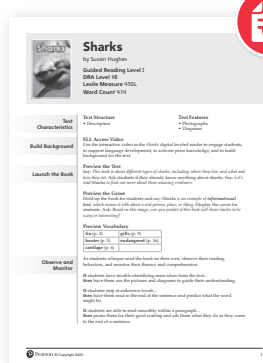 Sharks
Sharks
by Susan Hughes
Guided Reading Level I
DRA Level 16
Lexile Measure 450L
Word Count 414
Text
Characteristics
Text Structure
• Description
Text Features
• Photographs
• Diagrams
Build Background
ELL Access Video
Use the interactive video in the Sharks digital leveled reader to engage students,
to support language development, to activate prior knowledge, and to build
background for the text.
Launch the Book
Preview the Text
Say: This book is about different types of sharks, including where they live, and what and
how they eat. Ask students if they already know anything about sharks. Say: Let's
read Sharks to find out more about these amazing creatures.
Preview the Genre
Hold up the book for students and say: Sharks is an example of informational
text, which means it tells about a real person, place, or thing. Display the cover for
students. Ask: Based on this image, can you predict if this book will show sharks to be
scary or interesting?
Preview Vocabulary
fin (p. 2)
gills (p. 9)
hunter (p. 5)
endangered (p. 16)
cartilage (p. 6)
Observe and
Monitor
As students whisper-read the book on their own, observe their reading
behaviors, and monitor their fluency and comprehension.
If students have trouble identifying main ideas from the text...
then have them use the pictures and diagrams to guide their understanding.
If students stop at unknown words...
then have them read to the end of the sentence and predict what the word
might be.
If students are able to read smoothly within a paragraph...
then praise them for their good reading and ask them what they do as they come
to the end of a sentence.
Pearson © Copyright 2020